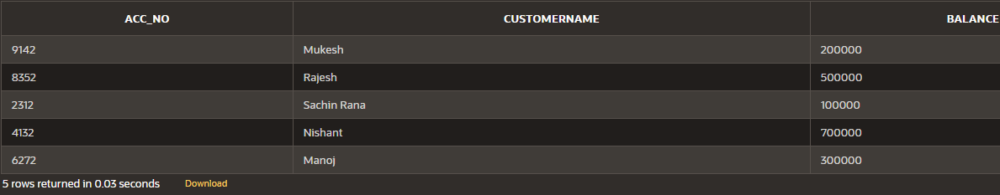 ACC_NO CUSTOMERNAME BALANCE
9142 Mukesh 200000
8352 Rajesh 500000
2312 Sachin Rana 100000
4132 Nishant 700000
6272 Manoj 300000
5 rows returned in 0.03 seconds Download